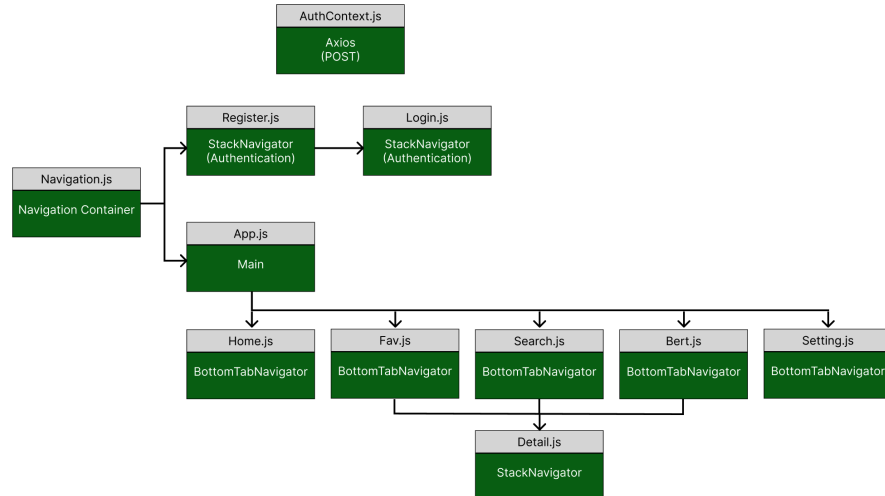 AuthContext.js
Axios
(POST)
Register.js
StackNavigator
(Authentication)
Login.js
StackNavigator
(Authentication)
Navigation.js
Navigation Container
App.js
Main
Home.js
BottomTabNavigator
Fav.js
BottomTabNavigator
Search.js
BottomTabNavigator
Bert.js
BottomTabNavigator
Setting.js
BottomTabNavigator
Detail.js
StackNavigator